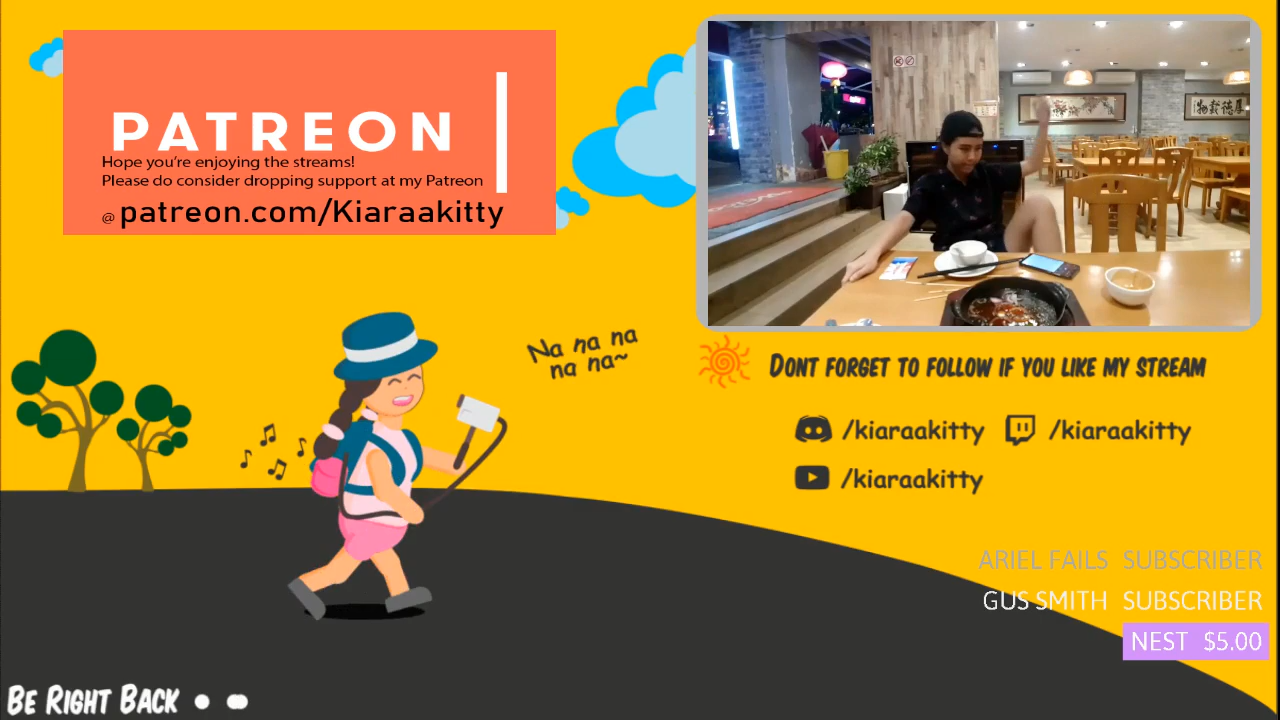 PATREON
Hope you're enjoying the streams!
Please do consider dropping support at my Patreon
@ patreon.com/Kiaraakitty
Na na na
na na~
DONT FORGET TO FOLLOW IF YOU LIKE MY STREAM
/kiaraakitty /kiaraakitty
/kiaraakitty
ARIEL FAILS SUBSCRIBER
GUS SMITH SUBSCRIBER
NEST $5.00
BE RIGHT BACK